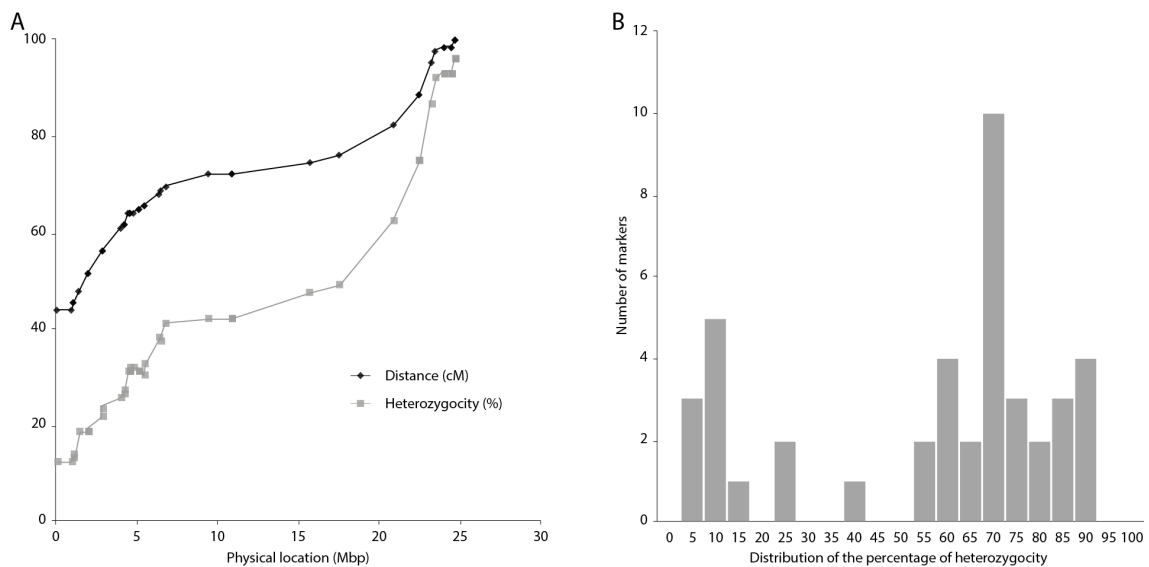 A
100
80
60
40
20
0
0 5 10 15 20 25 30
Physical location (Mbp)
Distance (cM)
Heterozygocity (%)
B
12
10
8
6
4
2
0
Number of markers
0 5 10 15 20 25 30 35 40 45 50 55 60 65 70 75 80 85 90 95 100
Distribution of the percentage of heterozygocity